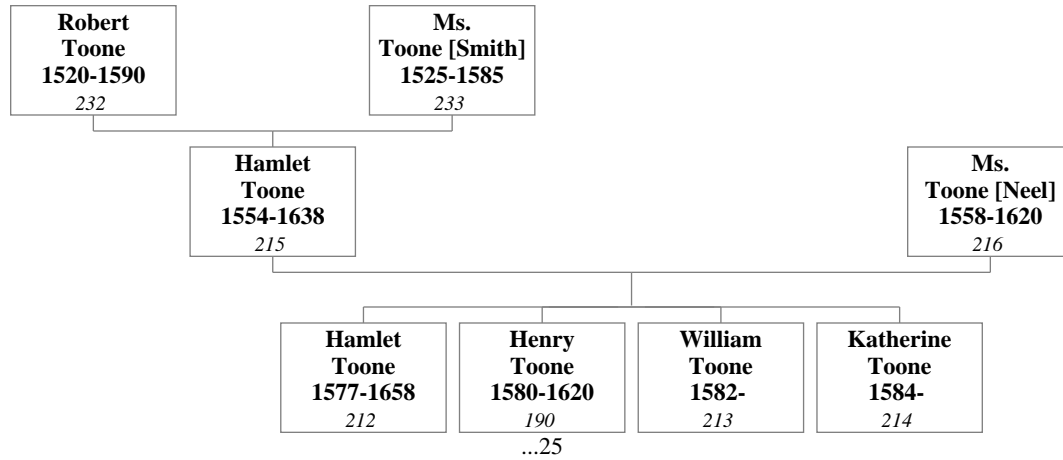 Robert
Toone
1520-1590
232
Ms.
Toone [Smith]
1525-1585
233
Hamlet
Toone
1554-1638
215
Ms.
Toone [Neel]
1558-1620
216
Hamlet
Toone
1577-1658
212
Henry
Toone
1580-1620
190
...25
William
Toone
1582-
213
Katherine
Toone
1584-
214